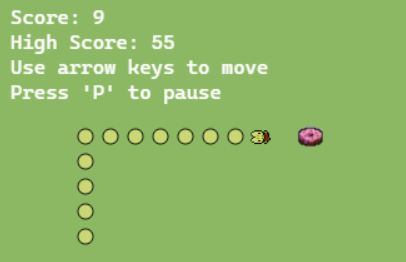 Score: 9
High Score: 55
Use arrow keys to move
Press 'P' to pause